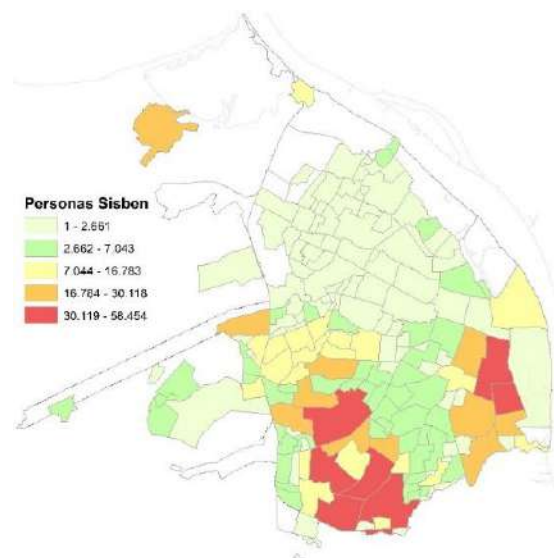 Personas Sisben
1 - 2.661
2.662 - 7.043
7.044 - 16.783
16.784 - 30.118
30.119 - 58.454